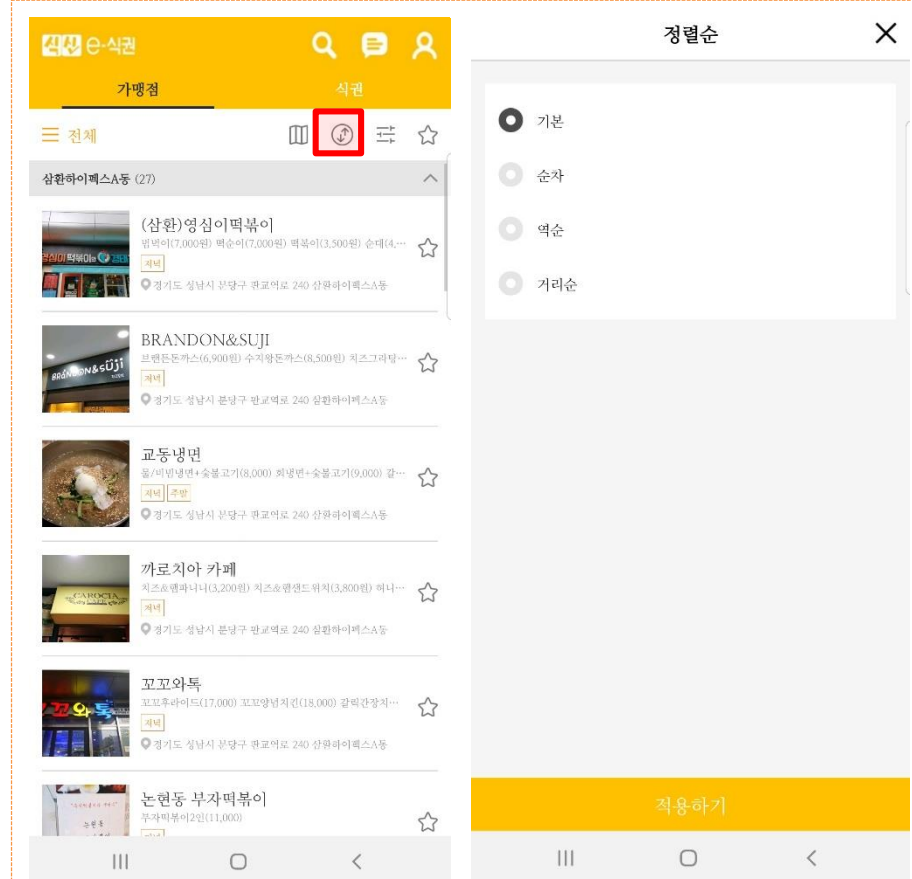 식신 e-식권
가맹점
식권
전체
삼환하이펙스A동 (27)
(삼환)영심이떡볶이
범벅이(7,000원) 떡순이(7,000원) 떡볶이(3,500원) 순대(4,···
저녁
경기도 성남시 분당구 판교역로 240 삼환하이펙스A동
BRANDON&SUJI
BRANDON&SUJI
브랜든돈까스(6,900원) 수지왕돈까스(8,500원) 치즈그라탕···
저녁
경기도 성남시 분당구 판교역로 240 삼환하이펙스A동
교동냉면
물/비빔냉면+숯불고기(8,000) 회냉면+숯불고기(9,000) 갈···
저녁 주말
경기도 성남시 분당구 판교역로 240 삼환하이펙스A동
까로치아 카페
치즈&햄파니니(3,200원) 치즈&햄샌드위치(3,800원) 허니···
CAROCIA
CAFE
저녁
경기도 성남시 분당구 판교역로 240 삼환하이펙스A동
꼬꼬와톡
꼬꼬후라이드(17,000) 꼬꼬양념치킨(18,000) 갈릭간장치···
꼬와톡
저녁
경기도 성남시 분당구 판교역로 240 삼환하이펙스A동
논현동 부자떡볶이
부자떡볶이2인(11,000)
논현동
정렬순
기본
순차
역순
거리순
적용하기